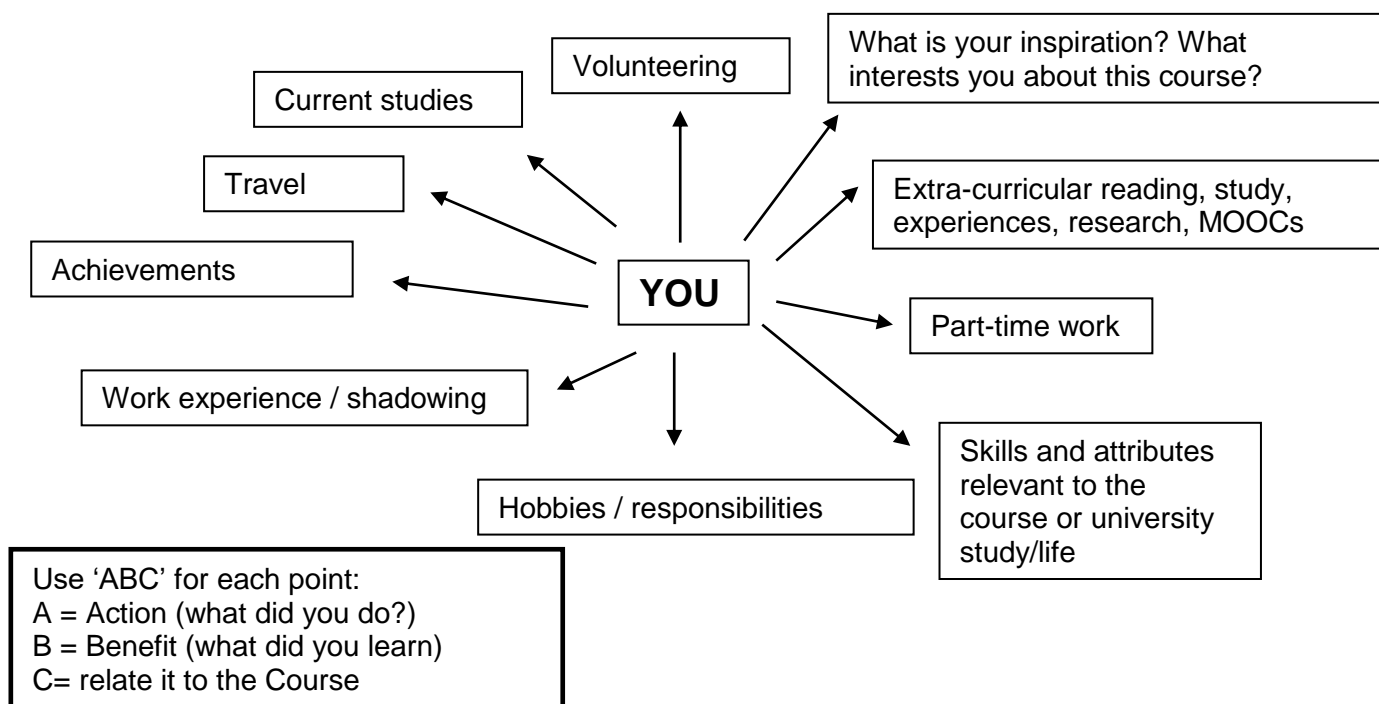 Volunteering
What is your inspiration? What
interests you about this course?
Current studies
Travel
Extra-curricular reading, study,
experiences, research, MOOCs
Achievements
YOU
Part-time work
Work experience / shadowing
Skills and attributes
relevant to the
course or university
study/life
Hobbies / responsibilities
Use ‘ABC’ for each point:
A = Action (what did you do?)
B = Benefit (what did you learn)
C= relate it to the Course